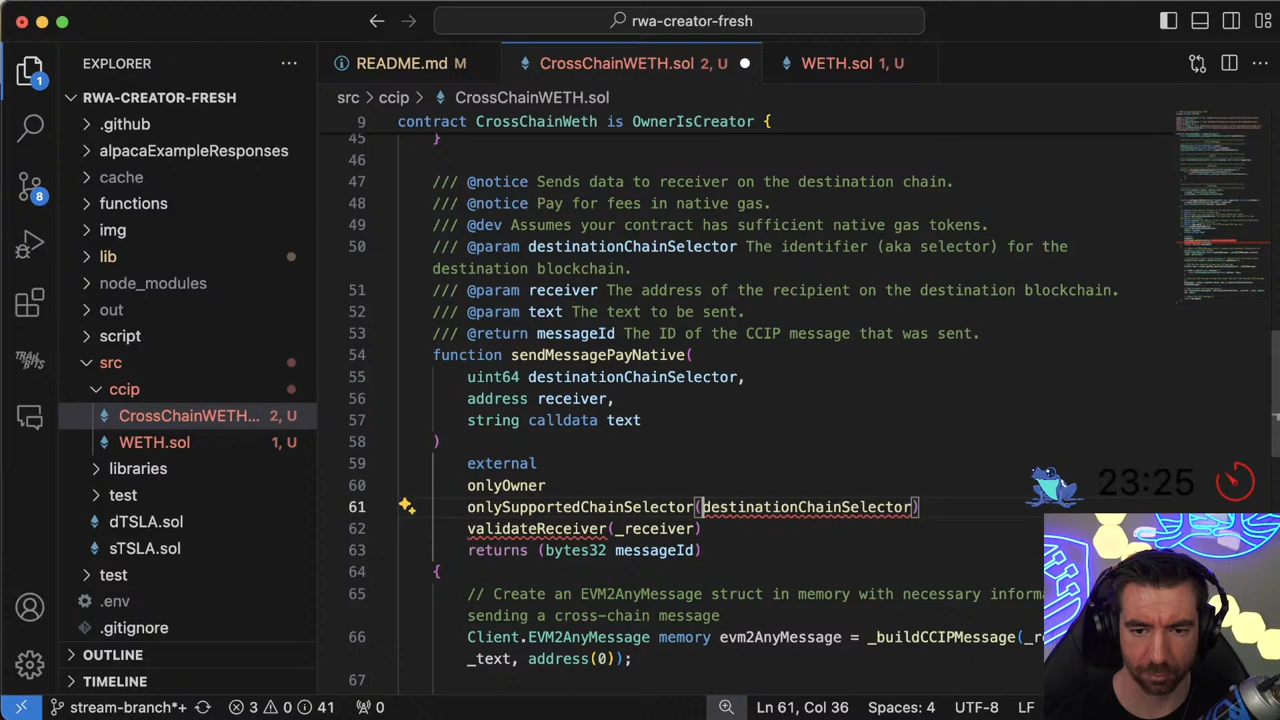 rwa-creator-fresh
1
EXPLORER
README.md M
CrossChainWETH.sol 2, U
WETH.sol 1, U
RWA-CREATOR-FRESH
src > ccip > CrossChainWETH.sol
9 contract CrossChainWeth is OwnerIsCreator {
.github
alpacaExampleResponses
cache
functions
img
lib
node_modules
out
script
src
ccip
CrossChainWETH... 2, U
WETH.sol 1, U
libraries
test
dTSLA.sol
sTSLA.sol
test
.env
.gitignore
OUTLINE
TIMELINE
8
TRAIL OF BITS
45 }
46
47 /// @notice Sends data to receiver on the destination chain.
48 /// @notice Pay for fees in native gas.
49 /// @dev Assumes your contract has sufficient native gas tokens.
50 /// @param destinationChainSelector The identifier (aka selector) for the
destination blockchain.
51 /// @param receiver The address of the recipient on the destination blockchain.
52 /// @param text The text to be sent.
53 /// @return messageId The ID of the CCIP message that was sent.
54 function sendMessagePayNative(
55 uint64 destinationChainSelector,
56 address receiver,
57 string calldata text
58 )
59 external
60 onlyOwner
61 onlySupportedChainSelector(destinationChainSelector)
62 validateReceiver(_receiver)
63 returns (bytes32 messageId)
64 {
65 // Create an EVM2AnyMessage struct in memory with necessary informa
sending a cross-chain message
66 Client.EVM2AnyMessage memory evm2AnyMessage = _buildCCIPMessage(_r
_text, address(0));
67
23:25
stream-branch*+
3 0 41
0
Ln 61, Col 36
Spaces: 4
UTF-8
LF